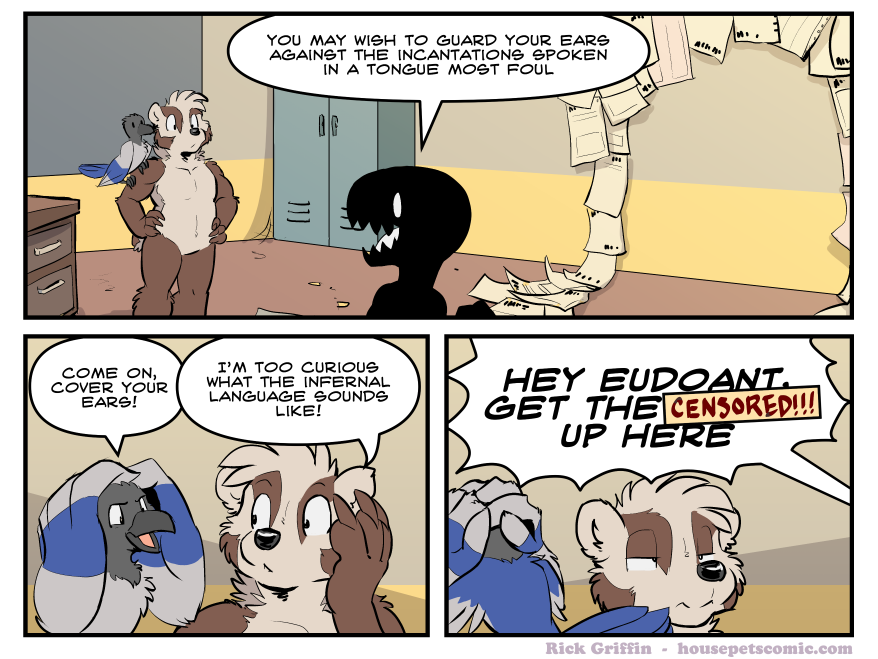 YOU MAY WISH TO GUARD YOUR EARS
AGAINST THE INCANTATIONS SPOKEN
IN A TONGUE MOST FOUL
COME ON,
COVER YOUR
EARS!
I'M TOO CURIOUS
WHAT THE INFERNAL
LANGUAGE SOUNDS
LIKE!
HEY EUDOANT,
GET THE CENSORED!!!
UP HERE
Rick Griffin - housepetscomic.com